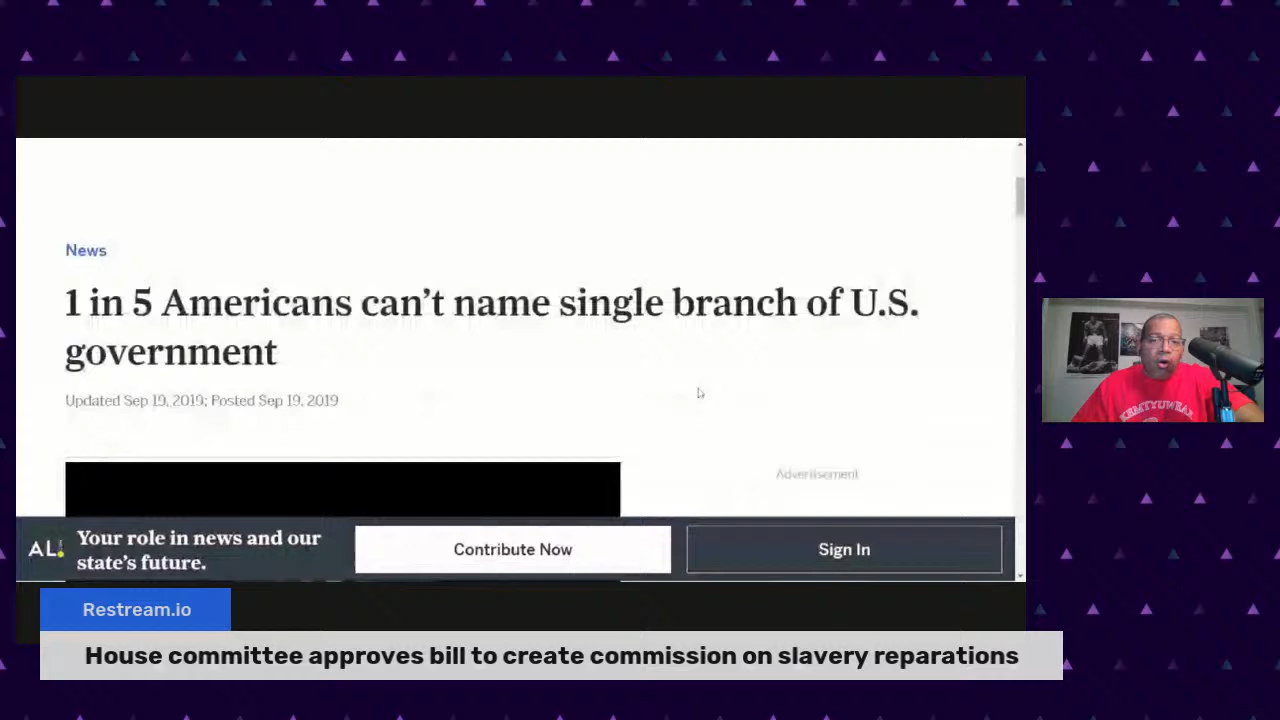 News
1 in 5 Americans can't name single branch of U.S.
government
Updated Sep 19, 2019; Posted Sep 19, 2019
Advertisement
AL.
Your role in news and our
state's future.
Contribute Now
Sign In
KEMTYUWEAR
Restream.io
House committee approves bill to create commission on slavery reparations